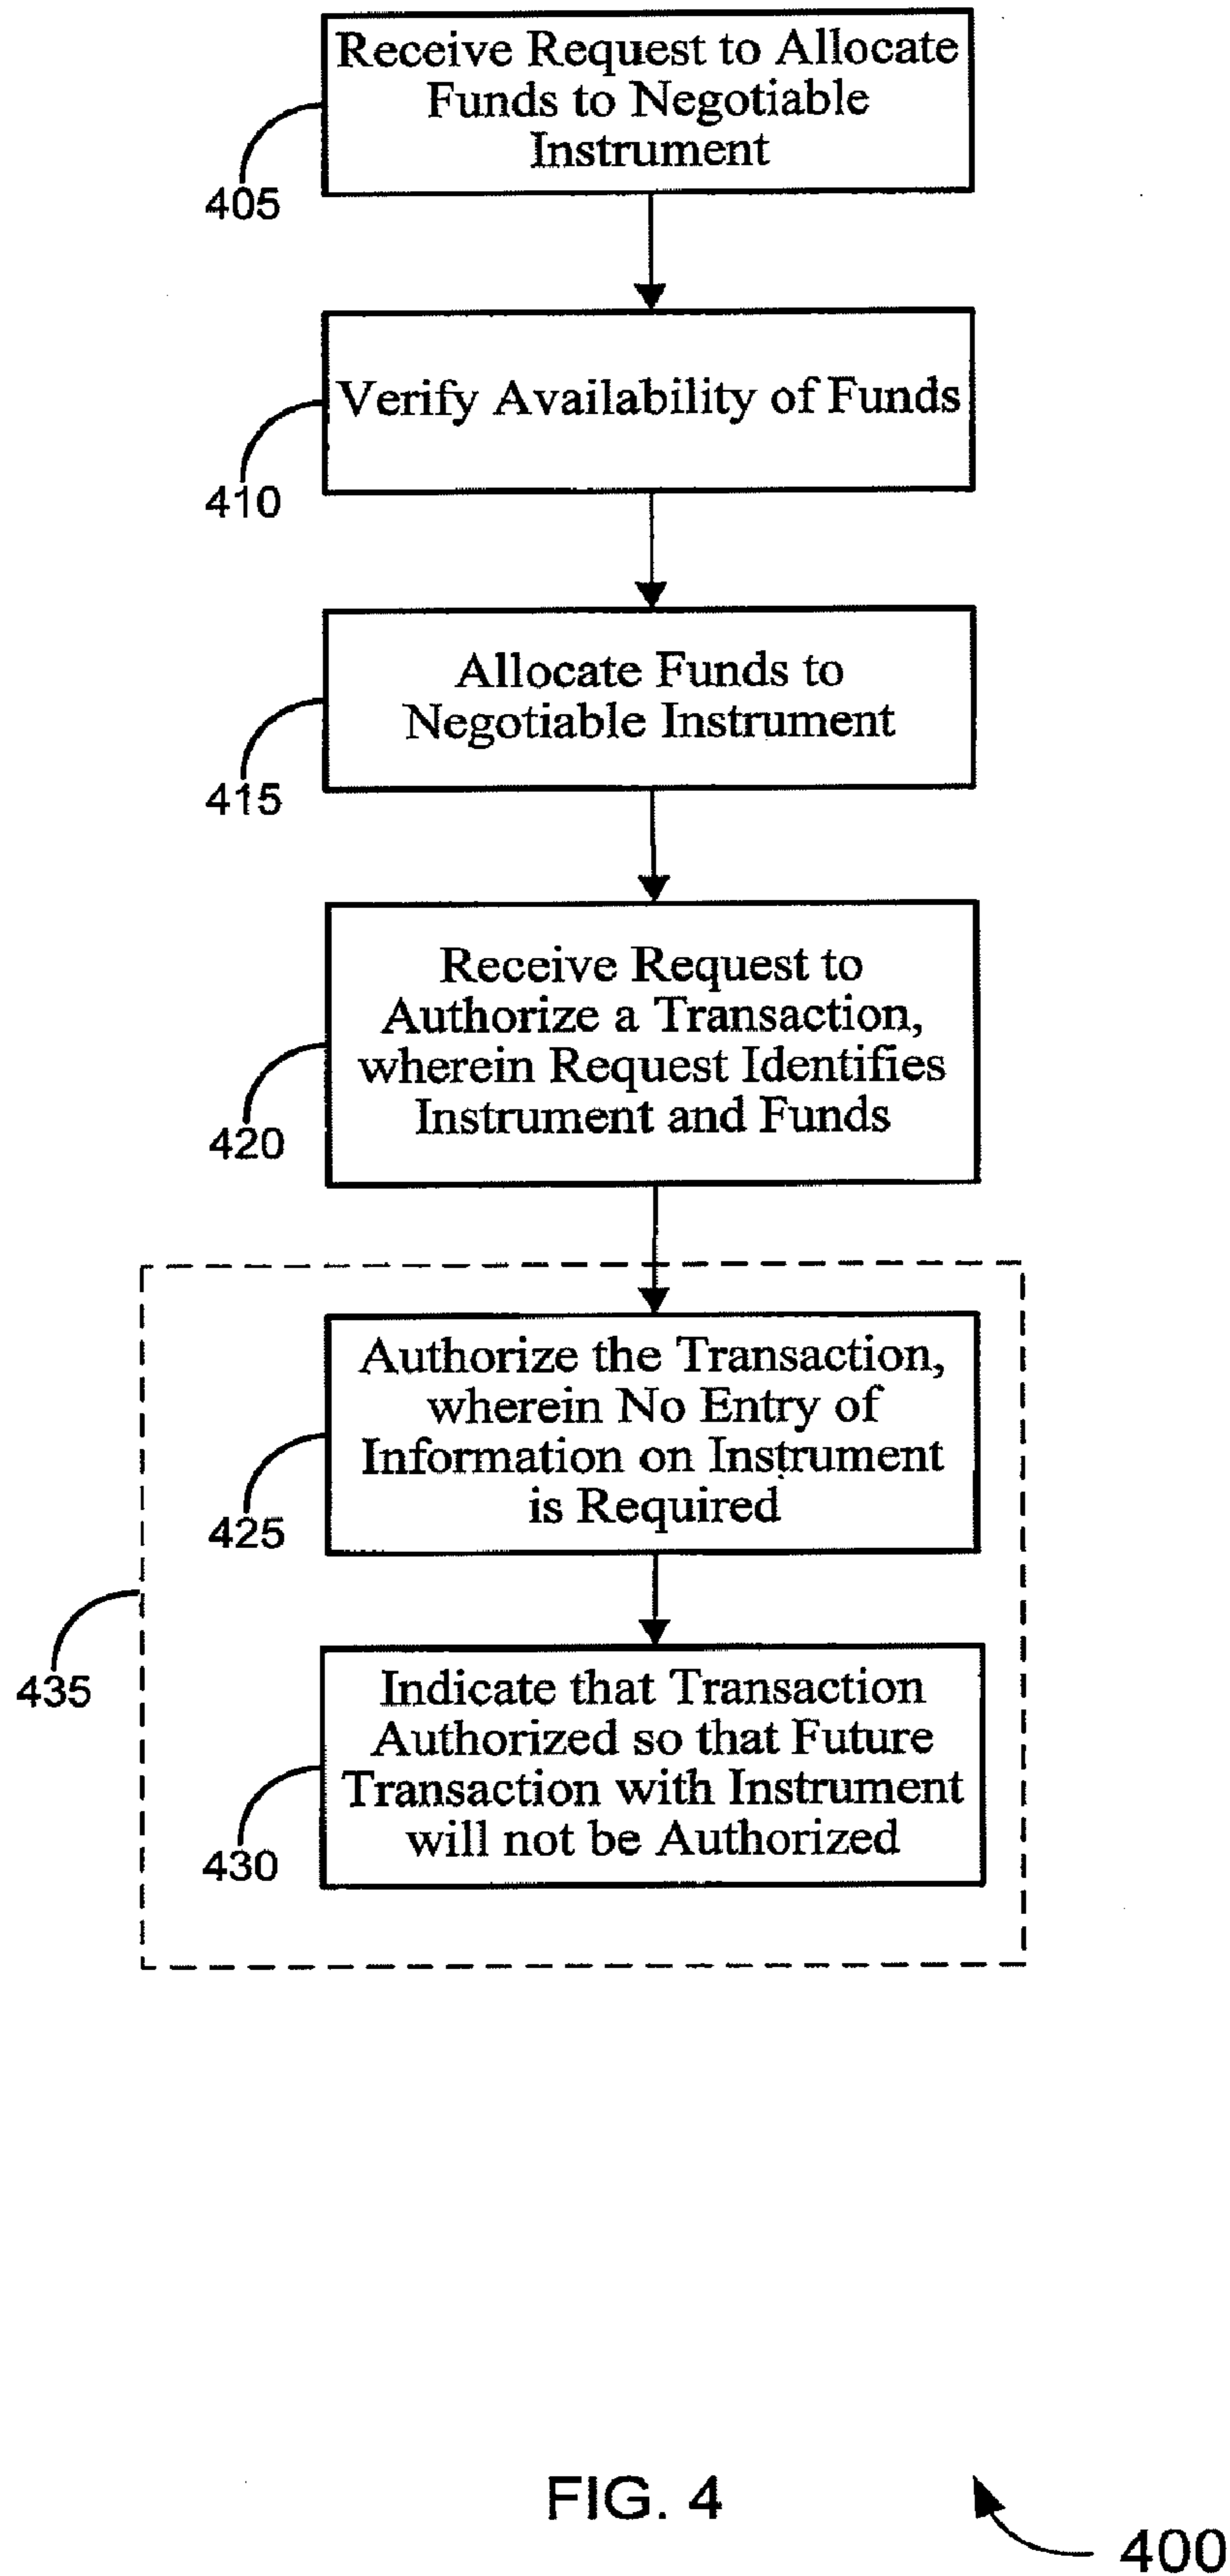 Receive Request to Allocate
Funds to Negotiable
Instrument
405
Verify Availability of Funds
410
Allocate Funds to
Negotiable Instrument
415
Receive Request to
Authorize a Transaction,
wherein Request Identifies
Instrument and Funds
420
Authorize the Transaction,
wherein No Entry of
Information on Instrument
is Required
425
435
Indicate that Transaction
Authorized so that Future
Transaction with Instrument
will not be Authorized
430
FIG. 4
400